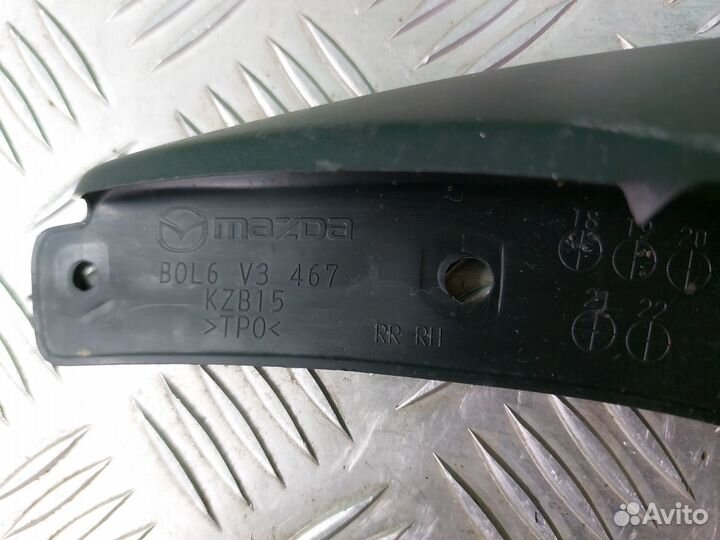 mazda
B0L6 V3 467
KZB15
>TPO<
RR-RH
18 19 20
21 22
Avito